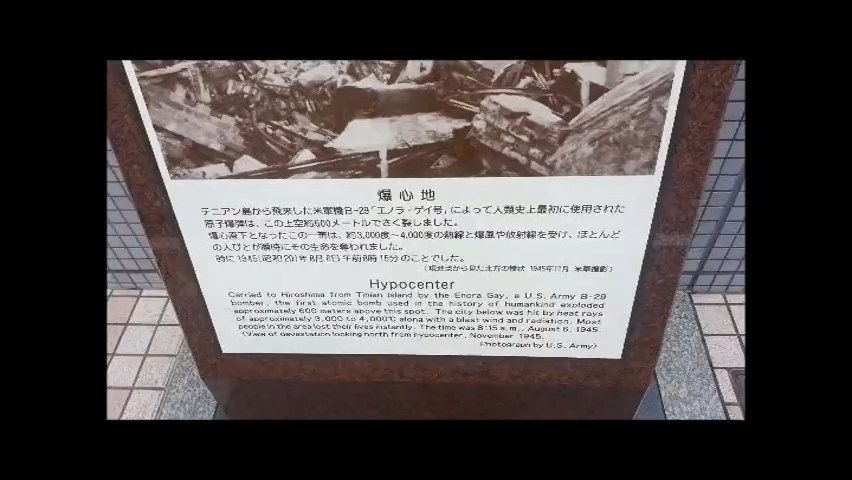 爆心地
テニアン島から飛来した米軍機B-29「エノラ・ゲイ号」によって人類史上最初に使用された
原子爆弾は、この上空約600メートルでさく裂しました。
爆心直下となったこの一帯は、約3,000度～4,000度の熱線と爆風や放射線を受け、ほとんど
の人びとが瞬時にその生命を奪われました。
時に1945(昭和20)年8月6日午前8時15分のことでした。
(爆心地点から見た北方の惨状 1945年11月 米軍撮影)
Hypocenter
Carried to Hiroshima from Tinian Island by the Enora Gay, a U.S. Army B-29
bomber, the first atomic bomb used in the history of humankind exploded
approximately 600 meters above this spot. The city below was hit by heat rays
of approximately 3,000 to 4,000℃ along with a blast wind and radiation. Most
people in the area lost their lives instantly. The time was 8:15 a.m., August 6, 1945.
(View of devastation looking north from hypocenter, November 1945.
Photograph by U.S. Army)